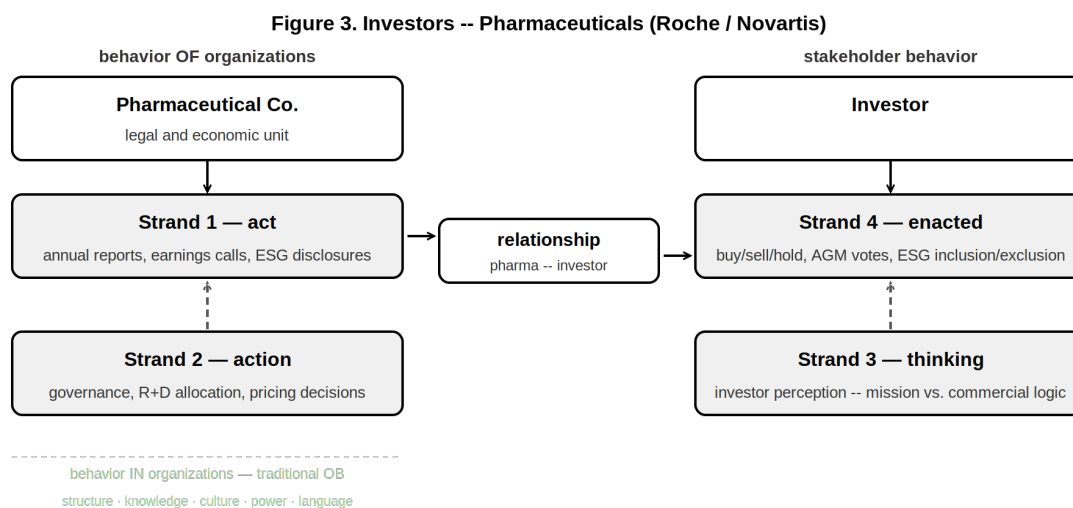 Figure 3. Investors -- Pharmaceuticals (Roche / Novartis)
behavior OF organizations
stakeholder behavior
Pharmaceutical Co.
legal and economic unit
Investor
Strand 1 — act
annual reports, earnings calls, ESG disclosures
relationship
pharma -- investor
Strand 4 — enacted
buy/sell/hold, AGM votes, ESG inclusion/exclusion
Strand 2 — action
governance, R+D allocation, pricing decisions
Strand 3 — thinking
investor perception -- mission vs. commercial logic
behavior IN organizations — traditional OB
structure · knowledge · culture · power · language